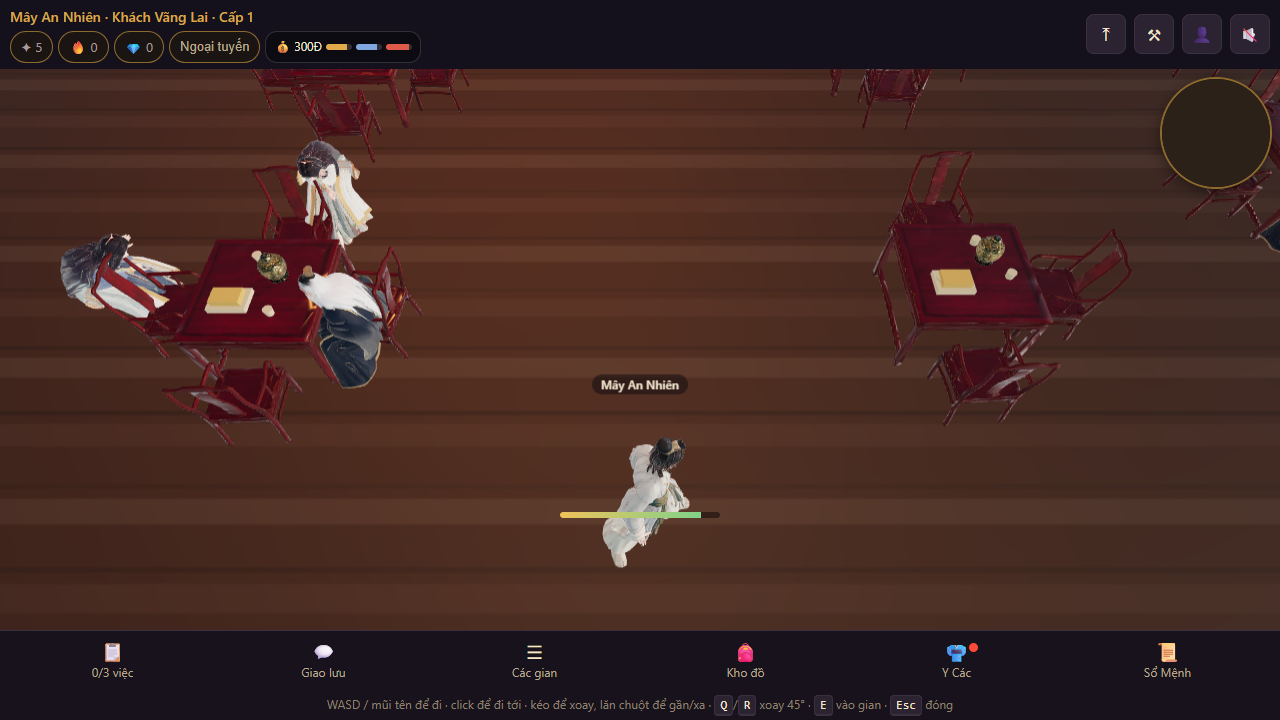 Mây An Nhiên · Khách Vãng Lai · Cấp 1
✦ 5 🔥 0 💎 0 Ngoại tuyến 💰 300Đ
Mây An Nhiên
0/3 việc
Giao lưu
Các gian
Kho đồ
Y Các
Sổ Mệnh
WASD / mũi tên để đi · click để đi tới · kéo để xoay, lăn chuột để gần/xa · Q / R xoay 45° · E vào gian · Esc đóng